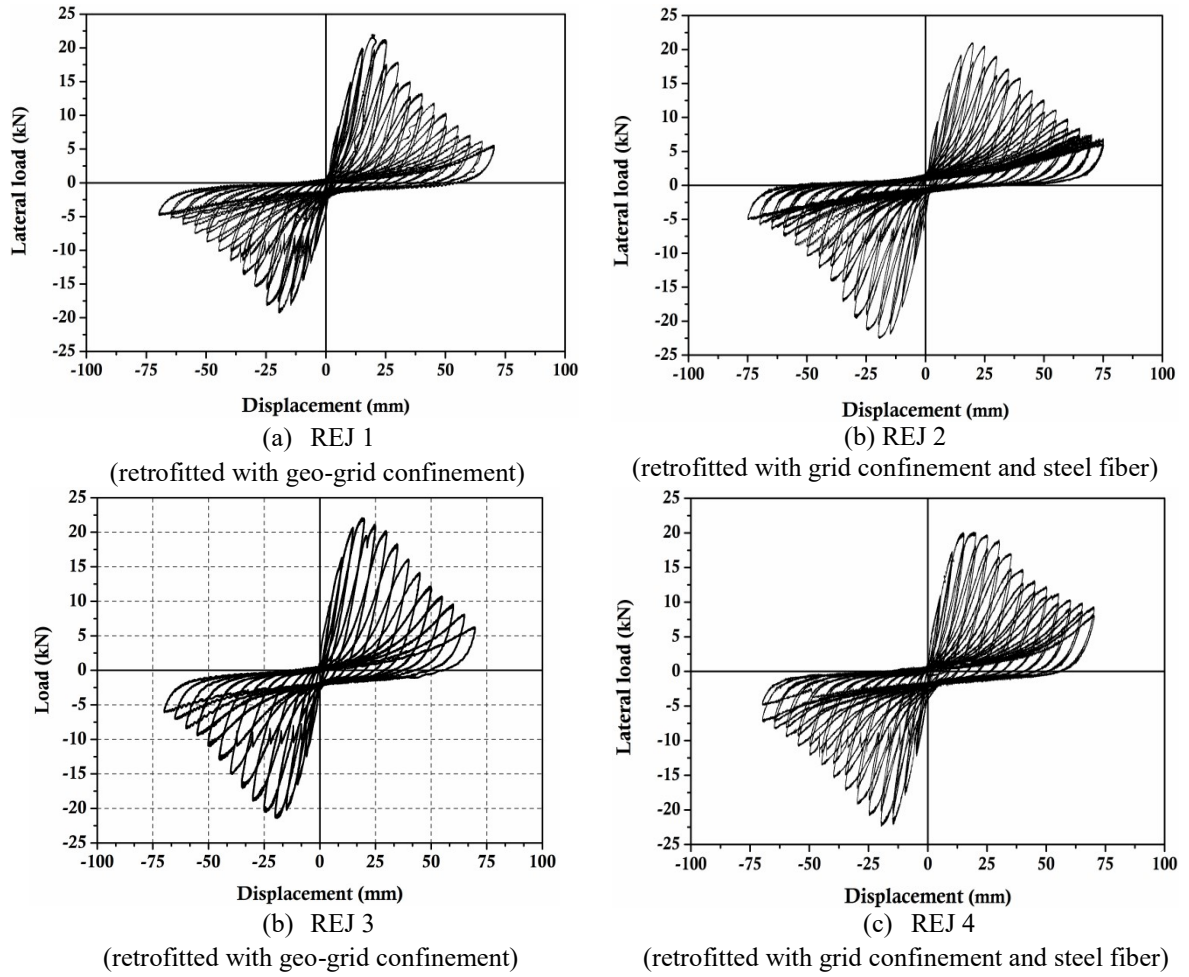 25
20
15
10
5
0
-5
-10
-15
-20
-25
Lateral load (kN)
-100 -75 -50 -25 0 25 50 75 100
Displacement (mm)
(a) REJ 1
(retrofitted with geo-grid confinement)
25
20
15
10
5
0
-5
-10
-15
-20
-25
Lateral load (kN)
-100 -75 -50 -25 0 25 50 75 100
Displacement (mm)
(b) REJ 2
(retrofitted with grid confinement and steel fiber)
25
20
15
10
5
0
-5
-10
-15
-20
-25
Load (kN)
-100 -75 -50 -25 0 25 50 75 100
Displacement (mm)
(b) REJ 3
(retrofitted with geo-grid confinement)
25
20
15
10
5
0
-5
-10
-15
-20
-25
Lateral load (kN)
-100 -75 -50 -25 0 25 50 75 100
Displacement (mm)
(c) REJ 4
(retrofitted with grid confinement and steel fiber)